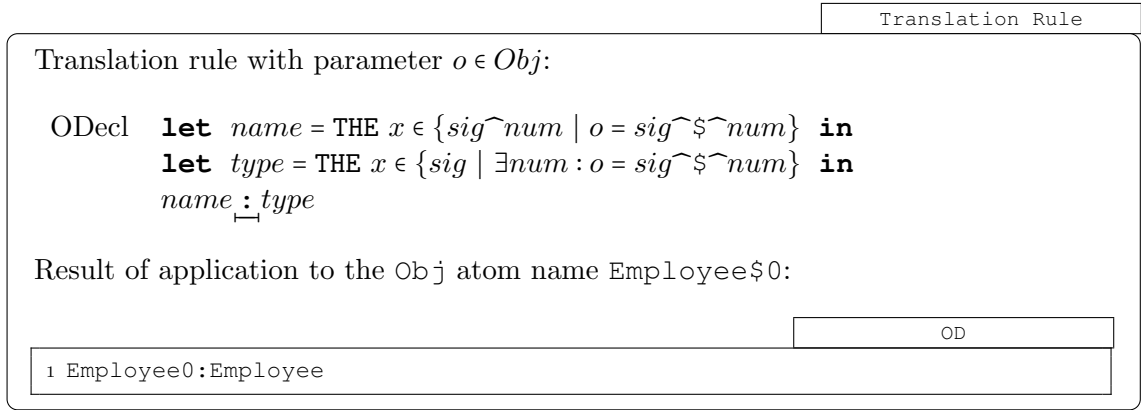 Translation Rule
Translation rule with parameter o ∈ Obj:
ODecl let name = THE x ∈ {sig⌢num | o = sig⌢$⌢num} in
let type = THE x ∈ {sig | ∃num : o = sig⌢$⌢num} in
name : type
Result of application to the Obj atom name Employee$0:
OD
1 Employee0:Employee